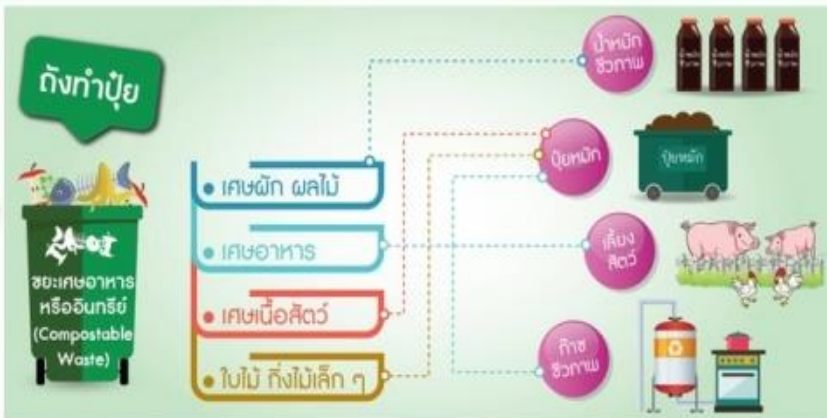 ถังทำปุ๋ย
ขยะเศษอาหาร
หรืออินทรีย์
(Compostable
Waste)
• เศษผัก ผลไม้
• เศษอาหาร
• เศษเนื้อสัตว์
• ใบไม้ กิ่งไม้เล็ก ๆ
น้ำหมัก
ชีวภาพ
ปุ๋ยหมัก
ปุ๋ยหมัก
เลี้ยง
สัตว์
ก๊าซ
ชีวภาพ